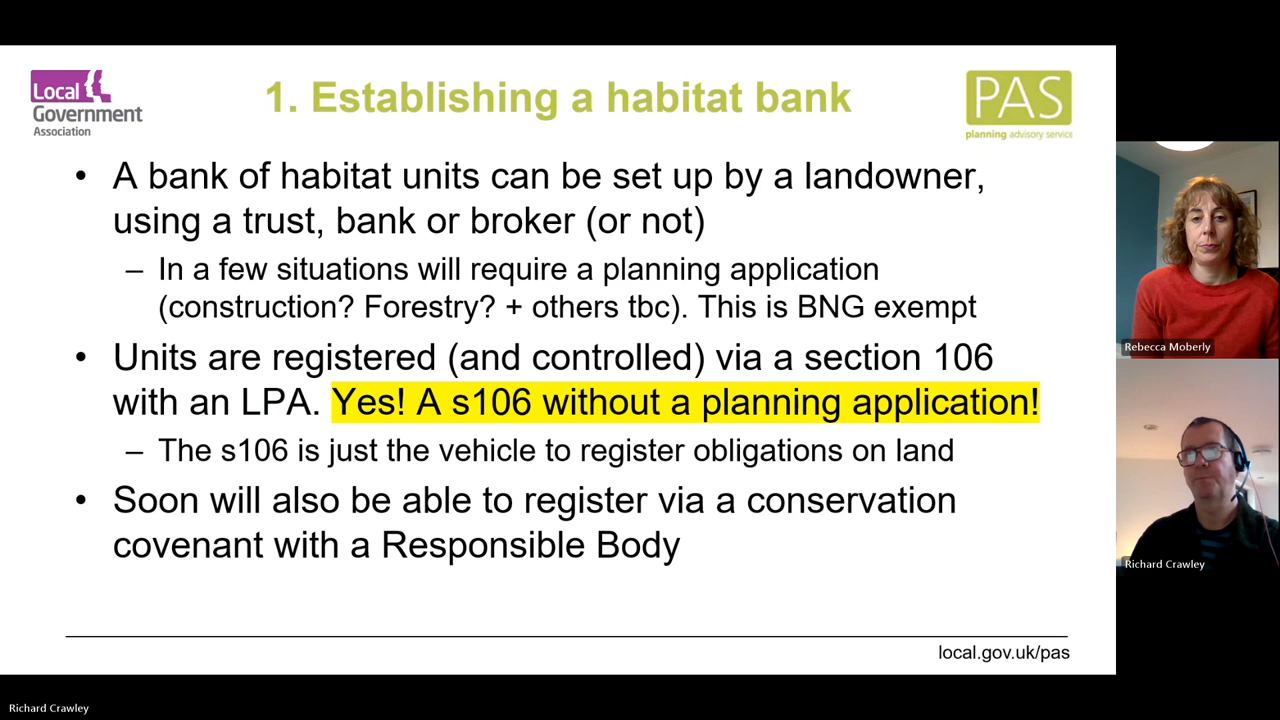 Local
Government
Association
1. Establishing a habitat bank
PAS
planning advisory service
• A bank of habitat units can be set up by a landowner,
using a trust, bank or broker (or not)
– In a few situations will require a planning application
(construction? Forestry? + others tbc). This is BNG exempt
• Units are registered (and controlled) via a section 106
with an LPA. Yes! A s106 without a planning application!
– The s106 is just the vehicle to register obligations on land
• Soon will also be able to register via a conservation
covenant with a Responsible Body
local.gov.uk/pas
Rebecca Moberly
Richard Crawley
Richard Crawley